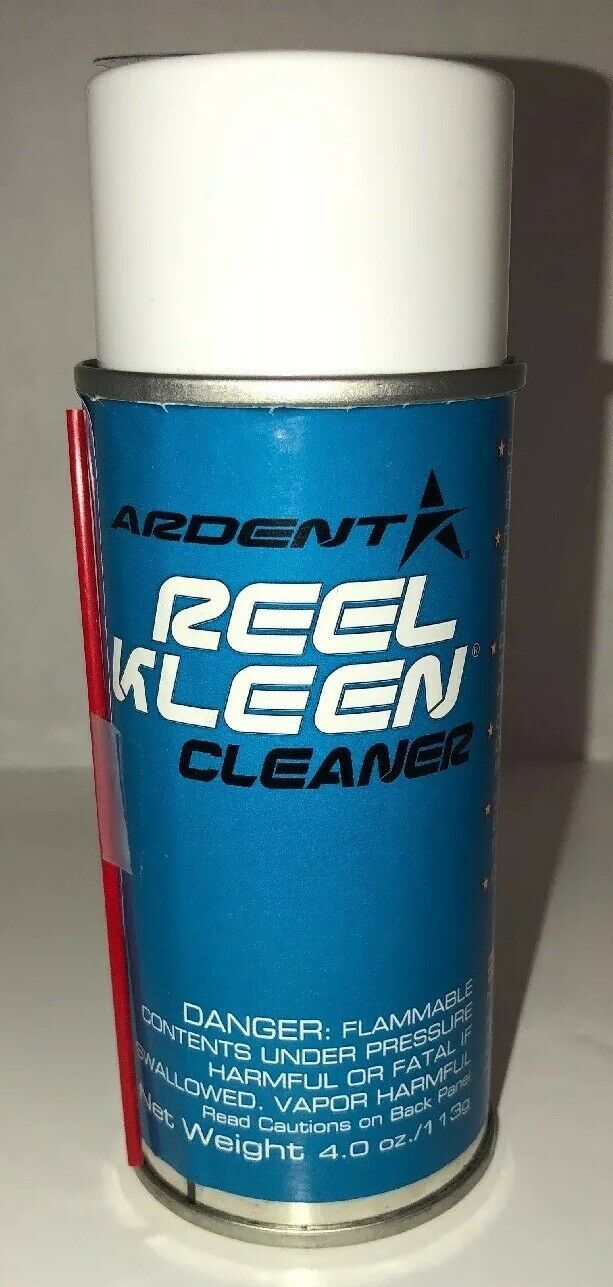 ARDENT
®
REEL
KLEEN®
CLEANER
DANGER: FLAMMABLE
CONTENTS UNDER PRESSURE
HARMFUL OR FATAL IF
SWALLOWED. VAPOR HARMFUL
Read Cautions on Back Panel
Net Weight 4.0 oz./113g